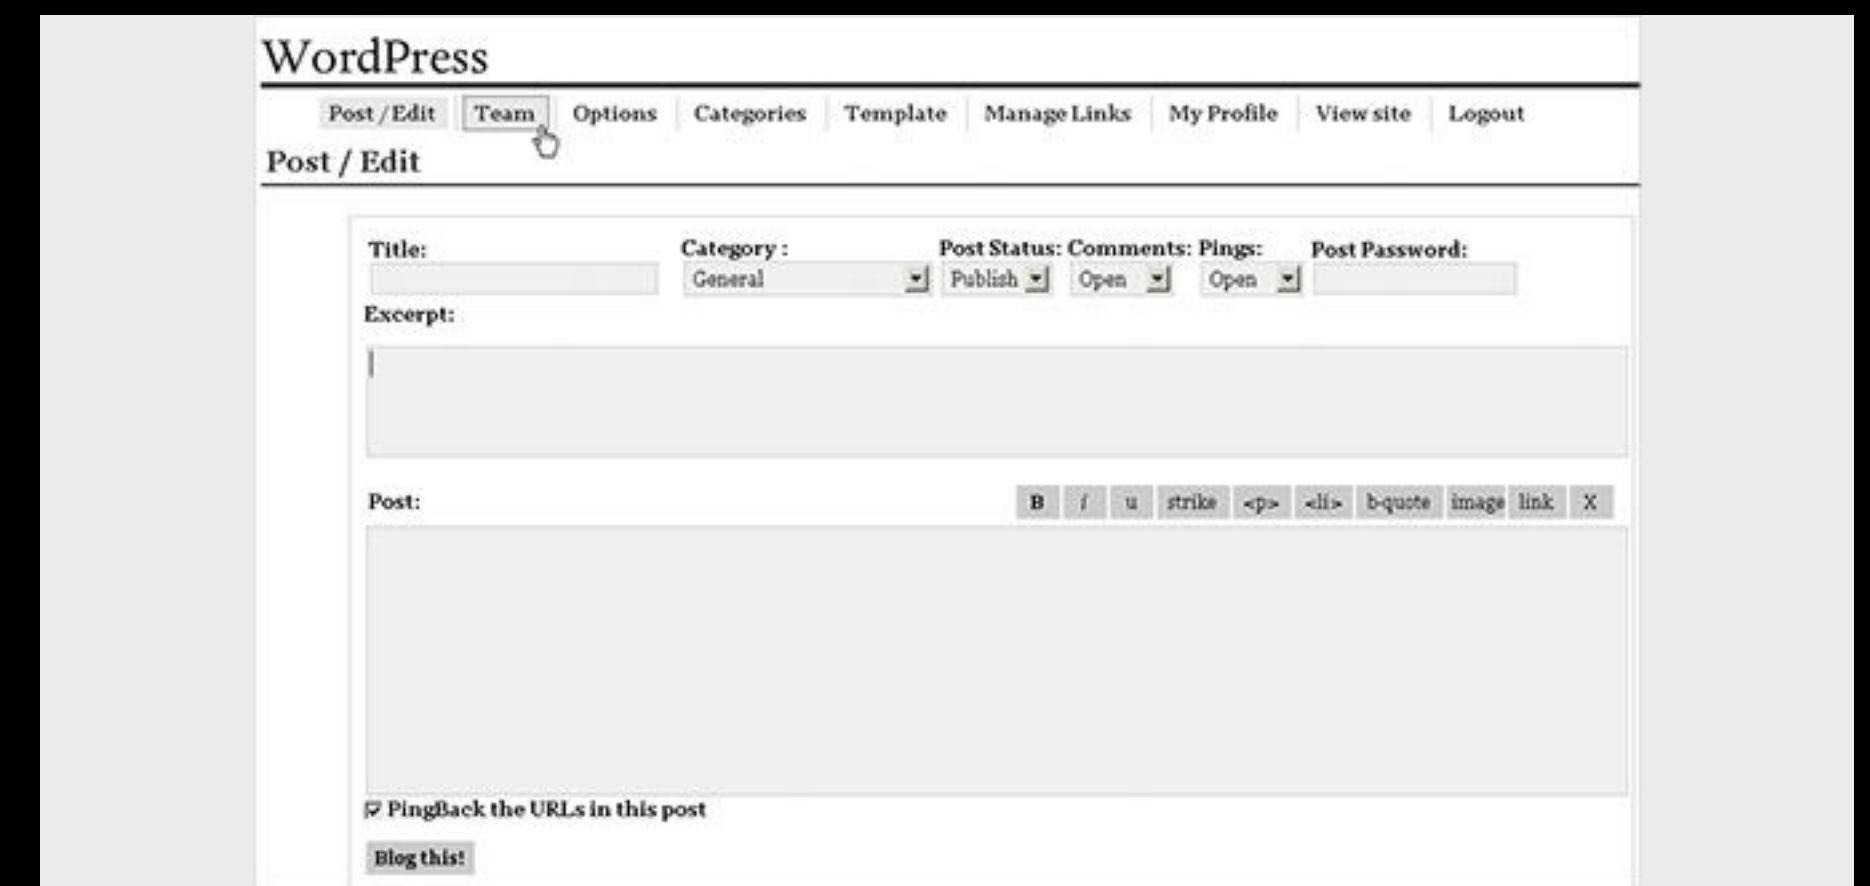 WordPress
Post / Edit Team Options Categories Template Manage Links My Profile View site Logout
Post / Edit
Title: Category : Post Status: Comments: Pings: Post Password:
General Publish Open Open
Excerpt:
Post: B i u strike <p> <li> b-quote image link X
PingBack the URLs in this post
Blog this!